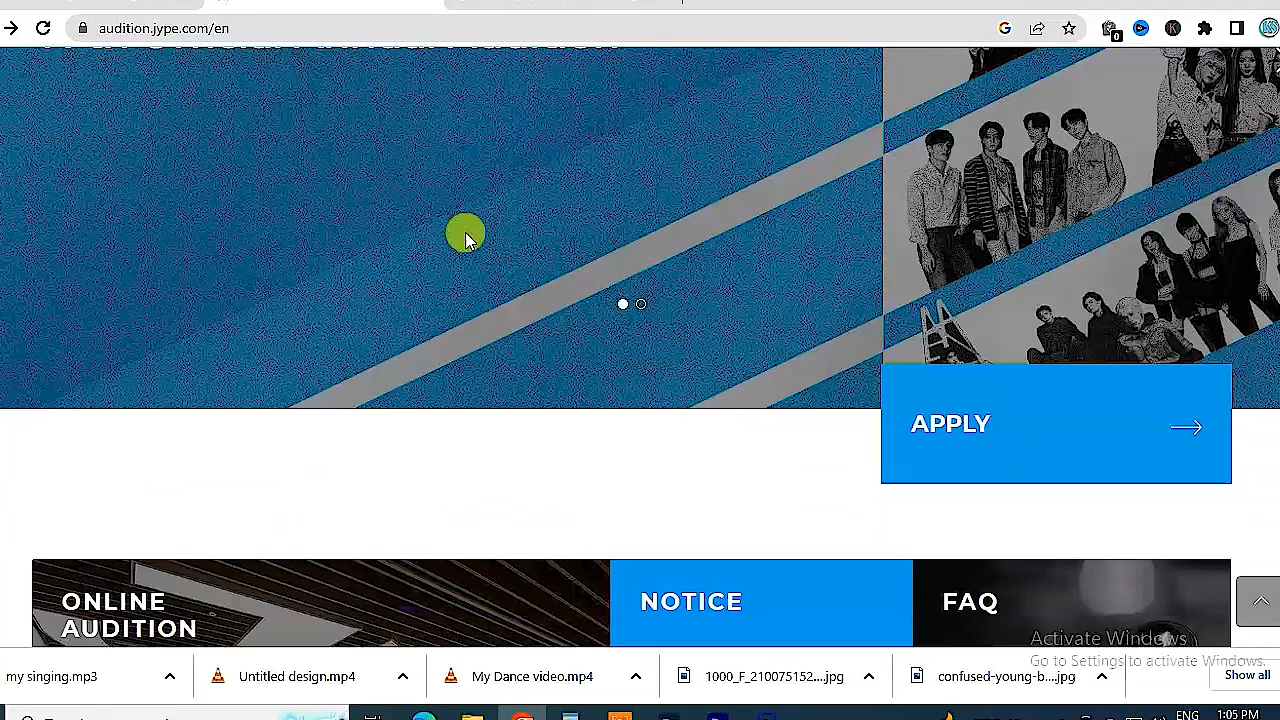 audition.jype.com/en
0
APPLY
ONLINE
AUDITION
NOTICE
FAQ
Activate Windows
Go to Settings to activate Windows.
my singing.mp3
Untitled design.mp4
My Dance video.mp4
1000_F_210075152....jpg
confused-young-b....jpg
Show all
ENG
1:05 PM